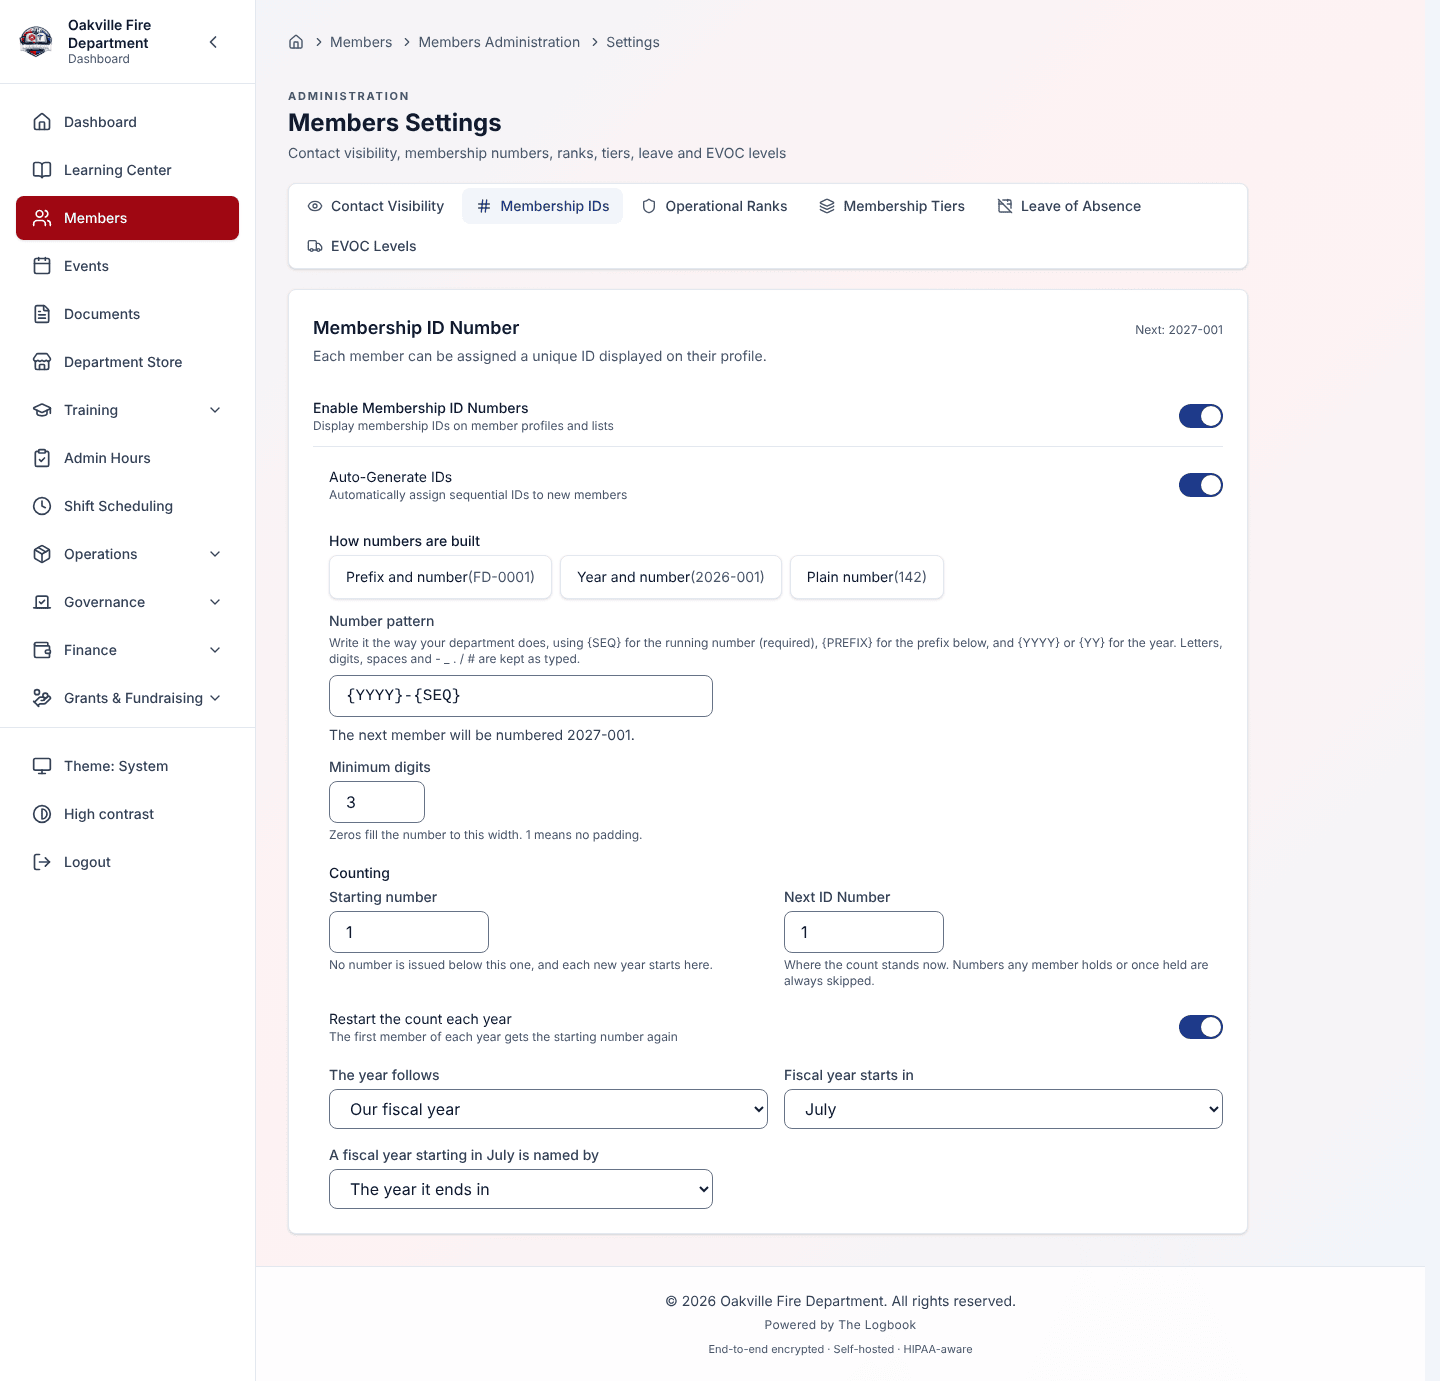 Oakville Fire
Department
Dashboard
Dashboard
Learning Center
Members
Events
Documents
Department Store
Training
Admin Hours
Shift Scheduling
Operations
Governance
Finance
Grants & Fundraising
Theme: System
High contrast
Logout
Members
Members Administration
Settings
ADMINISTRATION
Members Settings
Contact visibility, membership numbers, ranks, tiers, leave and EVOC levels
Contact Visibility
Membership IDs
Operational Ranks
Membership Tiers
Leave of Absence
EVOC Levels
Membership ID Number
Next: 2027-001
Each member can be assigned a unique ID displayed on their profile.
Enable Membership ID Numbers
Display membership IDs on member profiles and lists
Auto-Generate IDs
Automatically assign sequential IDs to new members
How numbers are built
Prefix and number(FD-0001)
Year and number(2026-001)
Plain number(142)
Number pattern
Write it the way your department does, using {SEQ} for the running number (required), {PREFIX} for the prefix below, and {YYYY} or {YY} for the year. Letters,
digits, spaces and - _ . / # are kept as typed.
{YYYY}-{SEQ}
The next member will be numbered 2027-001.
Minimum digits
3
Zeros fill the number to this width. 1 means no padding.
Counting
Starting number
1
No number is issued below this one, and each new year starts here.
Next ID Number
1
Where the count stands now. Numbers any member holds or once held are
always skipped.
Restart the count each year
The first member of each year gets the starting number again
The year follows
Our fiscal year
Fiscal year starts in
July
A fiscal year starting in July is named by
The year it ends in
© 2026 Oakville Fire Department. All rights reserved.
Powered by The Logbook
End-to-end encrypted · Self-hosted · HIPAA-aware